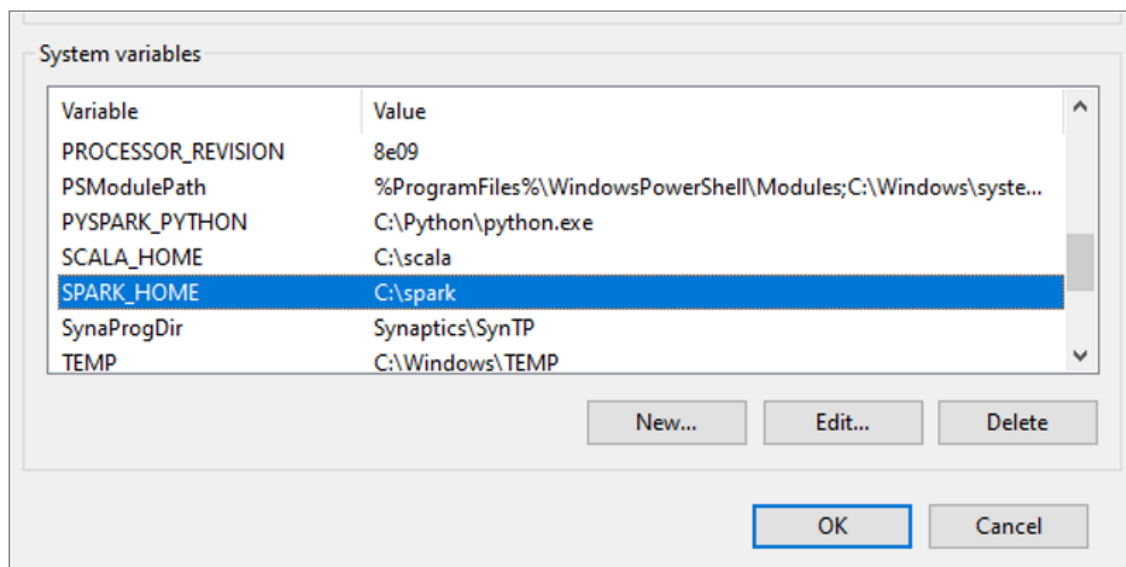 System variables
Variable Value
PROCESSOR_REVISION 8e09
PSModulePath %ProgramFiles%\WindowsPowerShell\Modules;C:\Windows\syste...
PYSPARK_PYTHON C:\Python\python.exe
SCALA_HOME C:\scala
SPARK_HOME C:\spark
SynaProgDir Synaptics\SynTP
TEMP C:\Windows\TEMP
New... Edit... Delete
OK Cancel